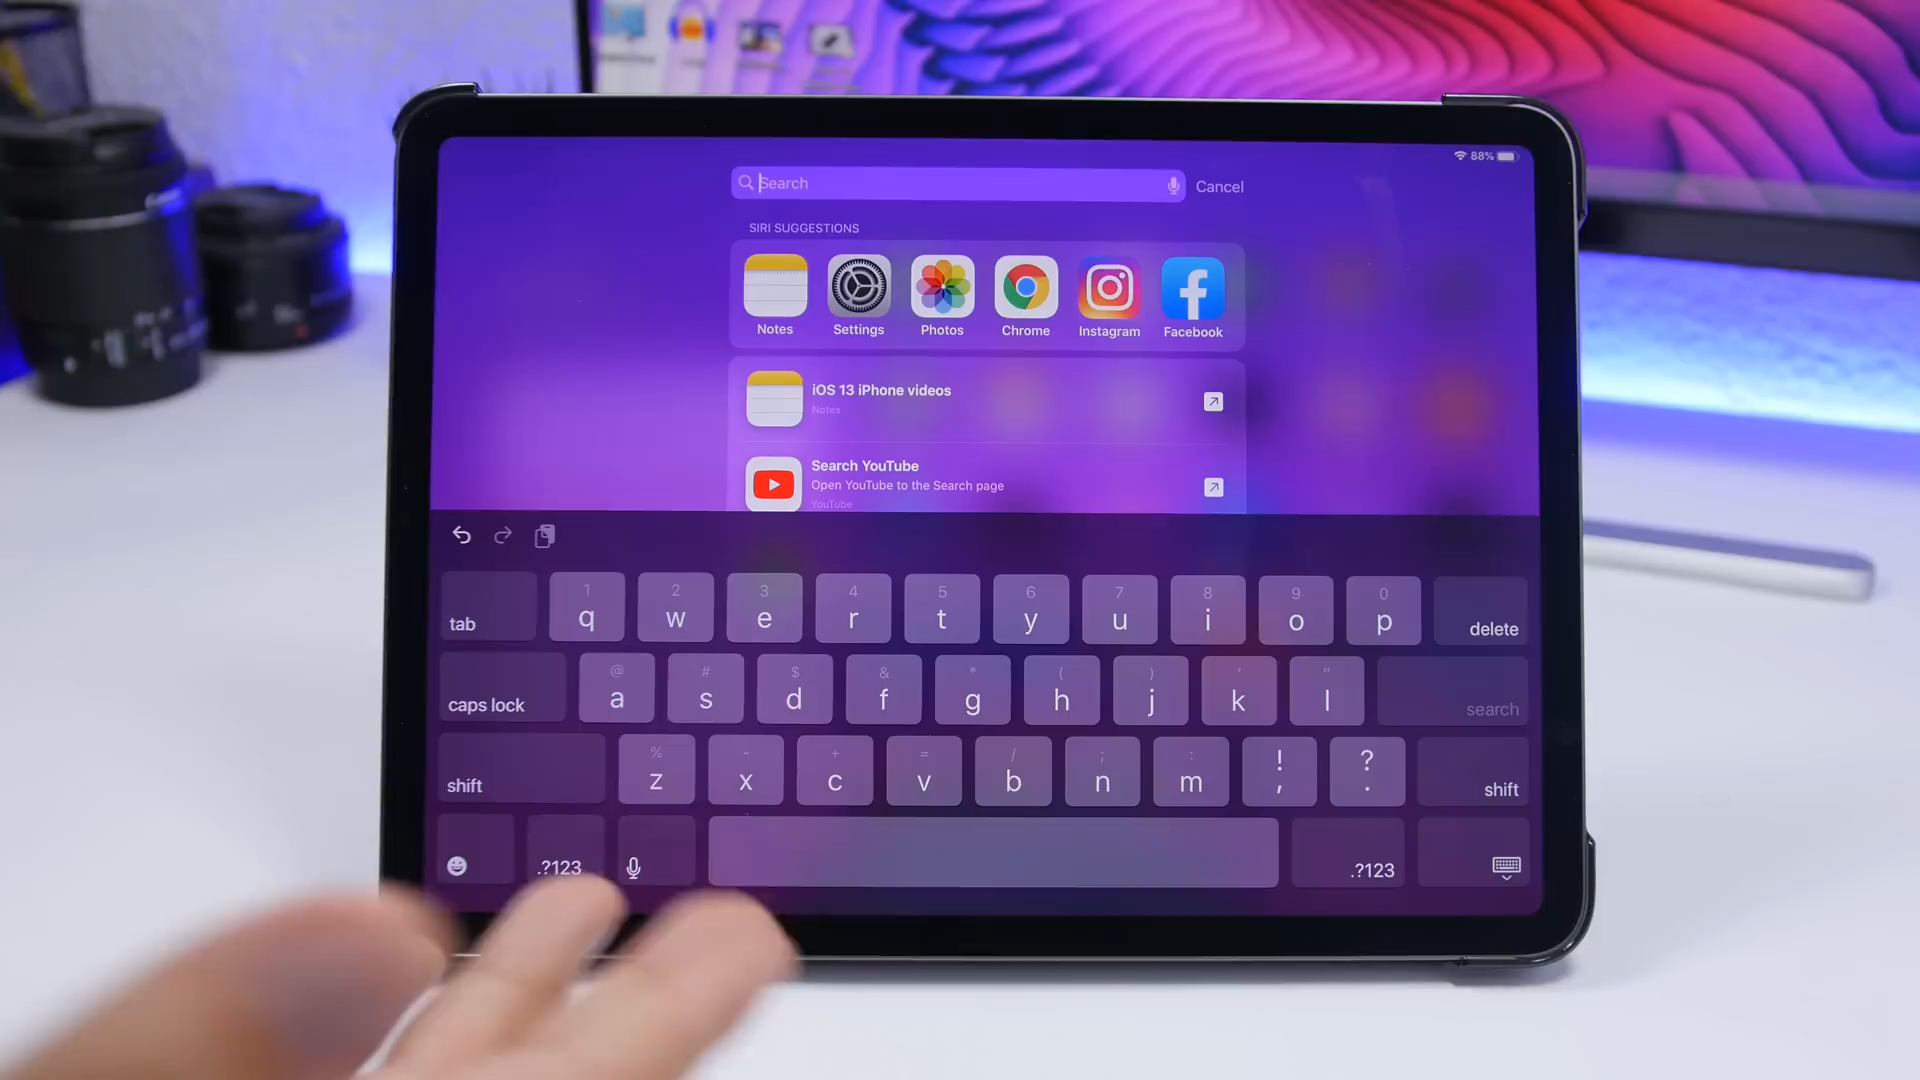 88%
Search
Cancel
SIRI SUGGESTIONS
Notes Settings Photos Chrome Instagram Facebook
iOS 13 iPhone videos
Notes
Search YouTube
Open YouTube to the Search page
YouTube
1 2 3 4 5 6 7 8 9 0
tab q w e r t y u i o p delete
@ # $ & * ( ) ' "
caps lock a s d f g h j k l search
% - + = / ; : ! ?
shift z x c v b n m , . shift
.?123 .?123